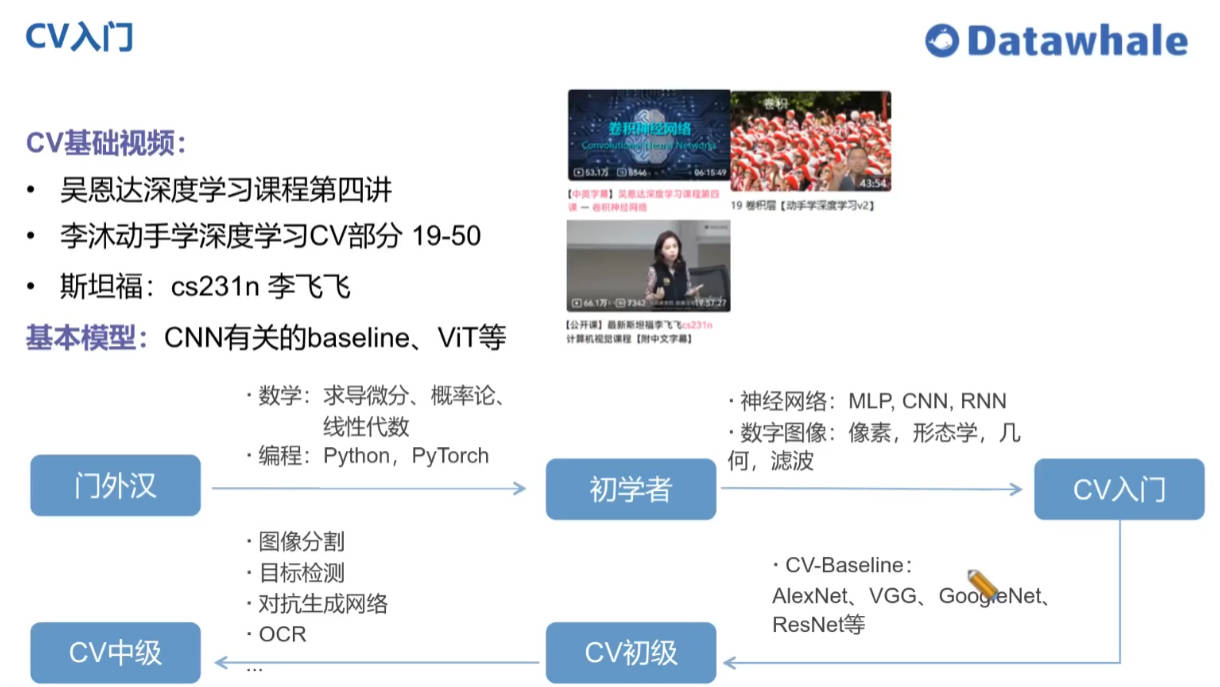 CV入门
Datawhale
CV基础视频：
• 吴恩达深度学习课程第四讲
• 李沐动手学深度学习CV部分 19-50
• 斯坦福：cs231n 李飞飞
基本模型：CNN有关的baseline、ViT等
卷积神经网络
Convolutional Neural Networks
53.1万 8546 06:15:49
【中英字幕】吴恩达深度学习课程第四
课 — 卷积神经网络
卷积
43:54
19 卷积层【动手学深度学习v2】
66.1万 7342 19:57:27
【公开课】最新斯坦福李飞飞cs231n
计算机视觉课程【附中文字幕】
· 数学：求导微分、概率论、
线性代数
· 编程：Python，PyTorch
· 神经网络：MLP, CNN, RNN
· 数字图像：像素，形态学，几
何，滤波
门外汉
初学者
CV入门
· 图像分割
· 目标检测
· 对抗生成网络
· OCR
...
· CV-Baseline：
AlexNet、VGG、GoogleNet、
ResNet等
CV中级
CV初级